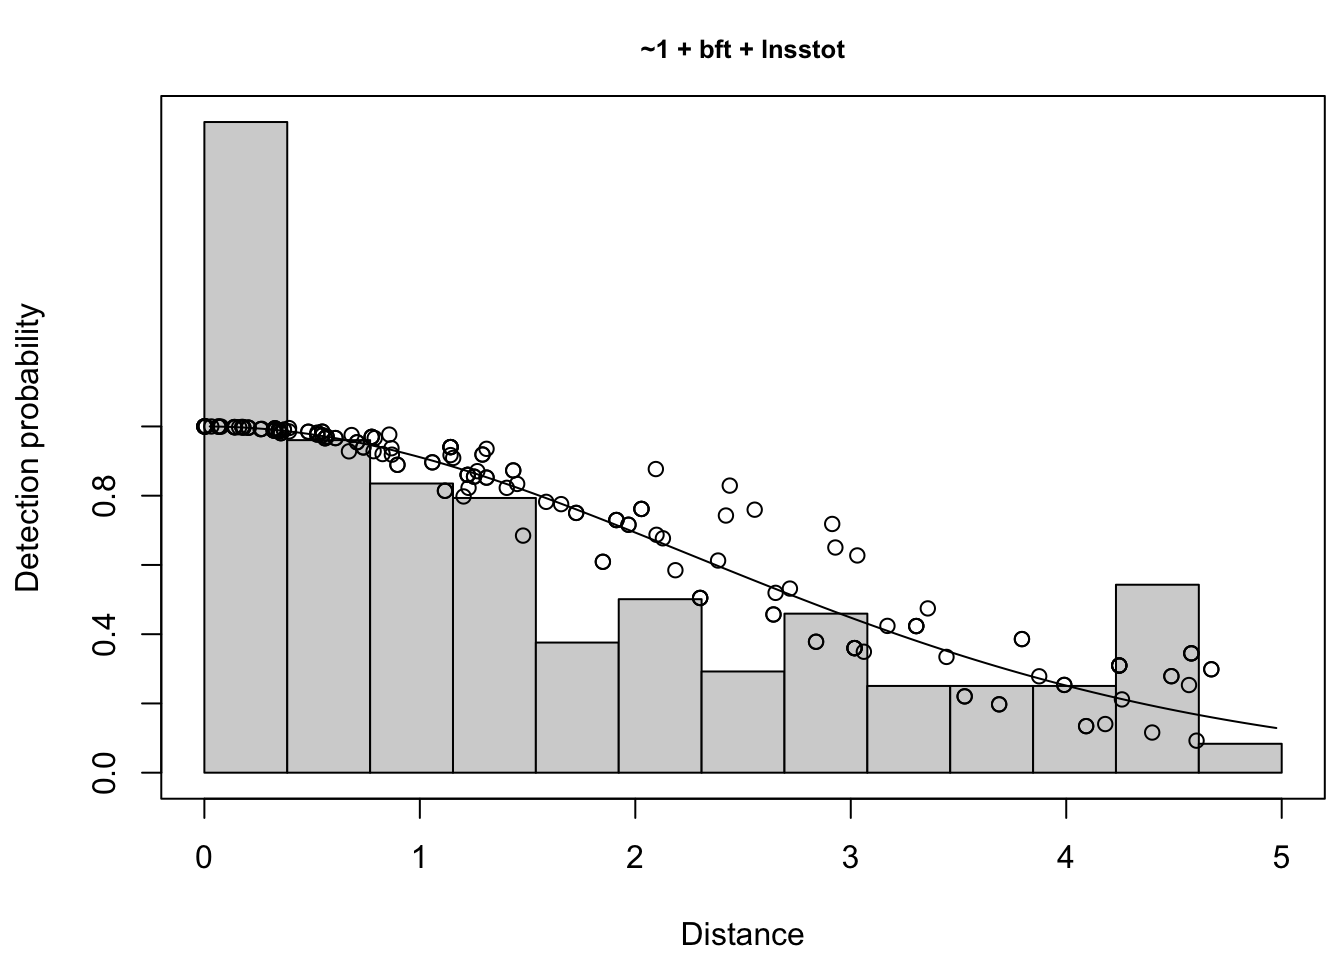 ~1 + bft + lnsstot
Detection probability
0.8
0.4
0.0
0 1 2 3 4 5
Distance